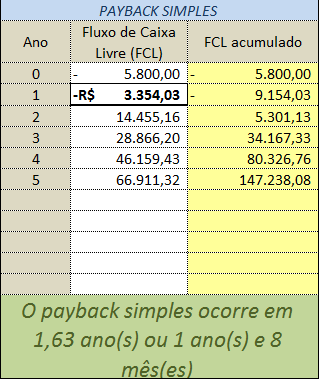 PAYBACK SIMPLES
Ano Fluxo de Caixa Livre (FCL) FCL acumulado
0 - 5.800,00 - 5.800,00
1 -R$ 3.354,03 - 9.154,03
2 14.455,16 5.301,13
3 28.866,20 34.167,33
4 46.159,43 80.326,76
5 66.911,32 147.238,08
O payback simples ocorre em
1,63 ano(s) ou 1 ano(s) e 8
mês(es)